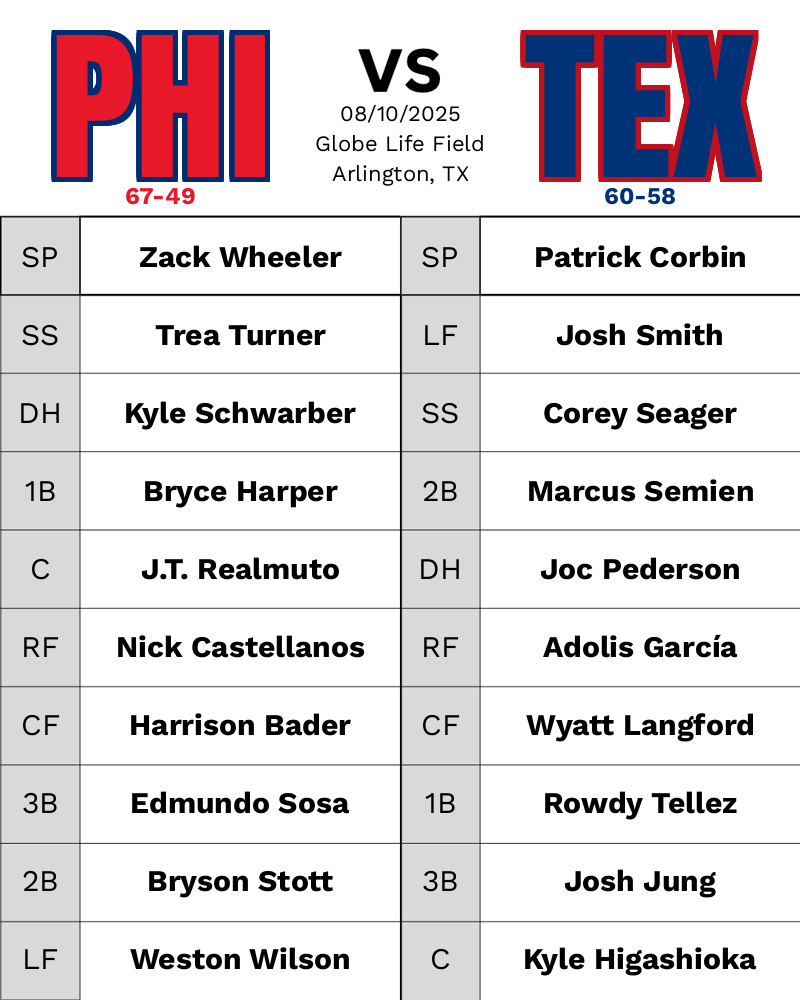 PHI
VS
TEX
08/10/2025
Globe Life Field
Arlington, TX
67-49
60-58
SP Zack Wheeler SP Patrick Corbin
SS Trea Turner LF Josh Smith
DH Kyle Schwarber SS Corey Seager
1B Bryce Harper 2B Marcus Semien
C J.T. Realmuto DH Joc Pederson
RF Nick Castellanos RF Adolis García
CF Harrison Bader CF Wyatt Langford
3B Edmundo Sosa 1B Rowdy Tellez
2B Bryson Stott 3B Josh Jung
LF Weston Wilson C Kyle Higashioka